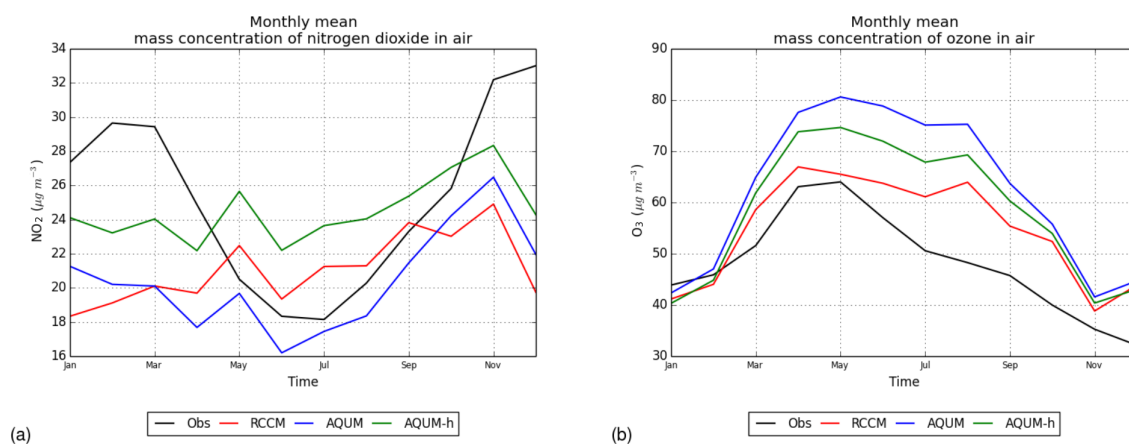 Monthly mean
mass concentration of nitrogen dioxide in air
34
32
30
28
26
24
22
20
18
16
NO2 (μg m−3)
Jan Mar May Jul Sep Nov
Time
Obs RCCM AQUM AQUM-h
(a)
Monthly mean
mass concentration of ozone in air
90
80
70
60
50
40
30
O3 (μg m−3)
Jan Mar May Jul Sep Nov
Time
Obs RCCM AQUM AQUM-h
(b)